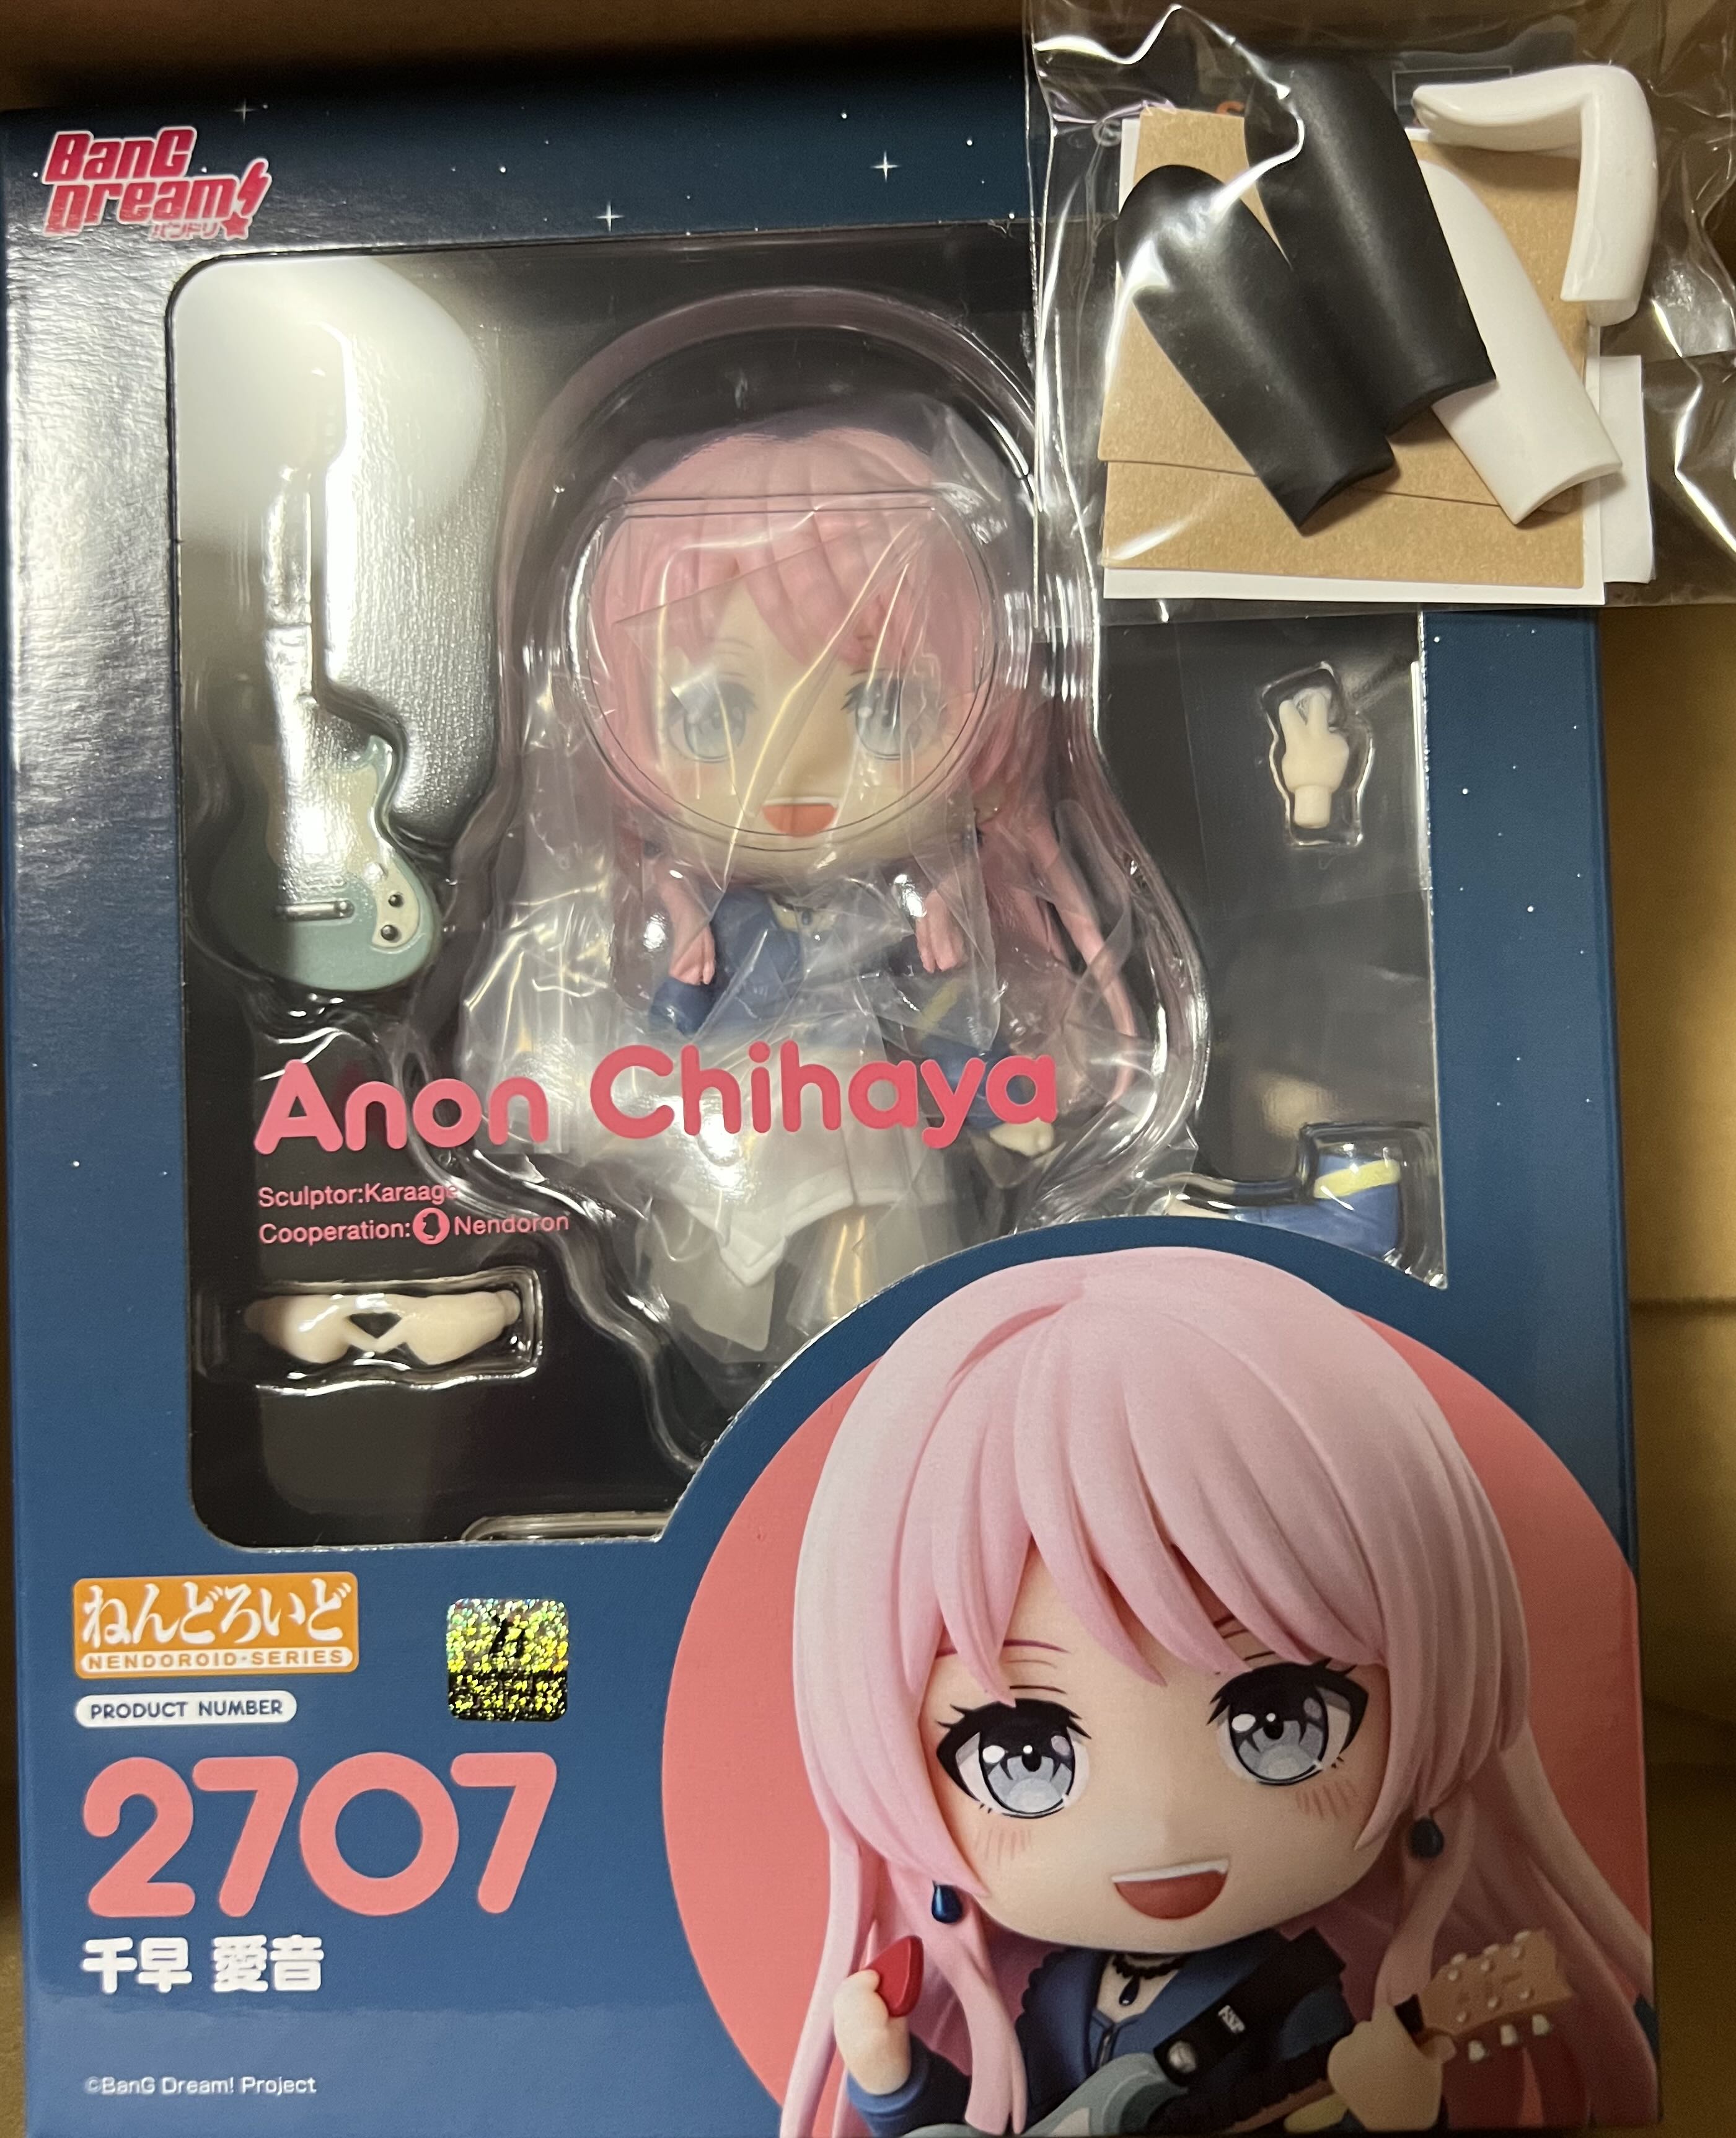 BanG
Dream!
バンドリ!
Anon Chihaya
Sculptor:Karaage
Cooperation: Nendoron
ねんどろいど
NENDOROID·SERIES
PRODUCT NUMBER
2707
千早 愛音
©BanG Dream! Project